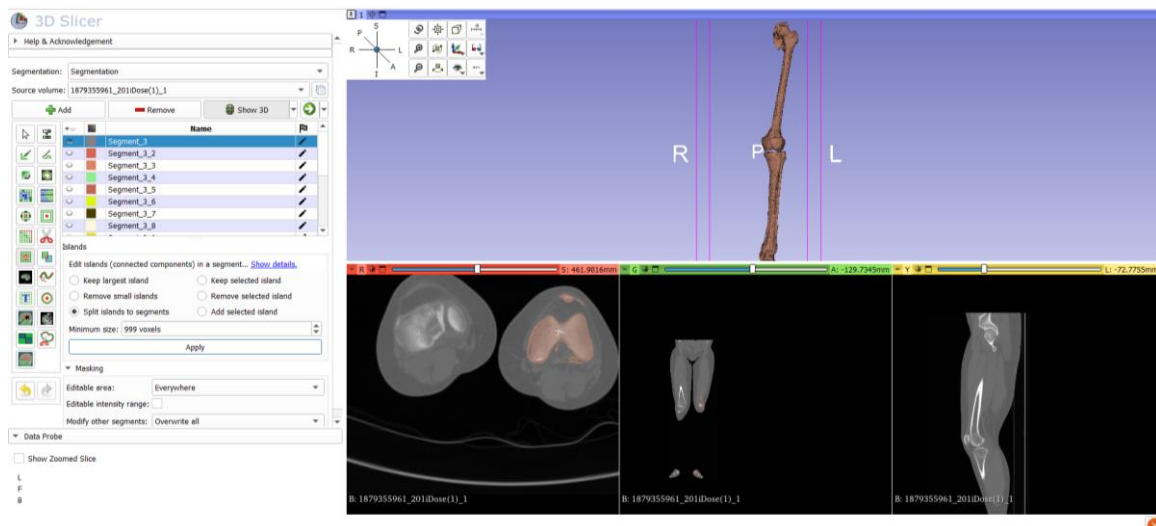 3D Slicer
Help & Acknowledgement
Segmentation: Segmentation
Source volume: 1879355961_201iDose(1)_1
Add Remove Show 3D
Name
Segment_3
Segment_3_2
Segment_3_3
Segment_3_4
Segment_3_5
Segment_3_6
Segment_3_7
Segment_3_8
Islands
Edit islands (connected components) in a segment... Show details.
Keep largest island Keep selected island
Remove small islands Remove selected island
Split islands to segments Add selected island
Minimum size: 999 voxels
Apply
Masking
Editable area: Everywhere
Editable intensity range:
Modify other segments: Overwrite all
Data Probe
Show Zoomed Slice
L
F
B
1
S
P
R L
A
I
R P L
R S: 461.9016mm
G A: -129.7345mm
Y L: -72.7755mm
B: 1879355961_201iDose(1)_1
B: 1879355961_201iDose(1)_1
B: 1879355961_201iDose(1)_1